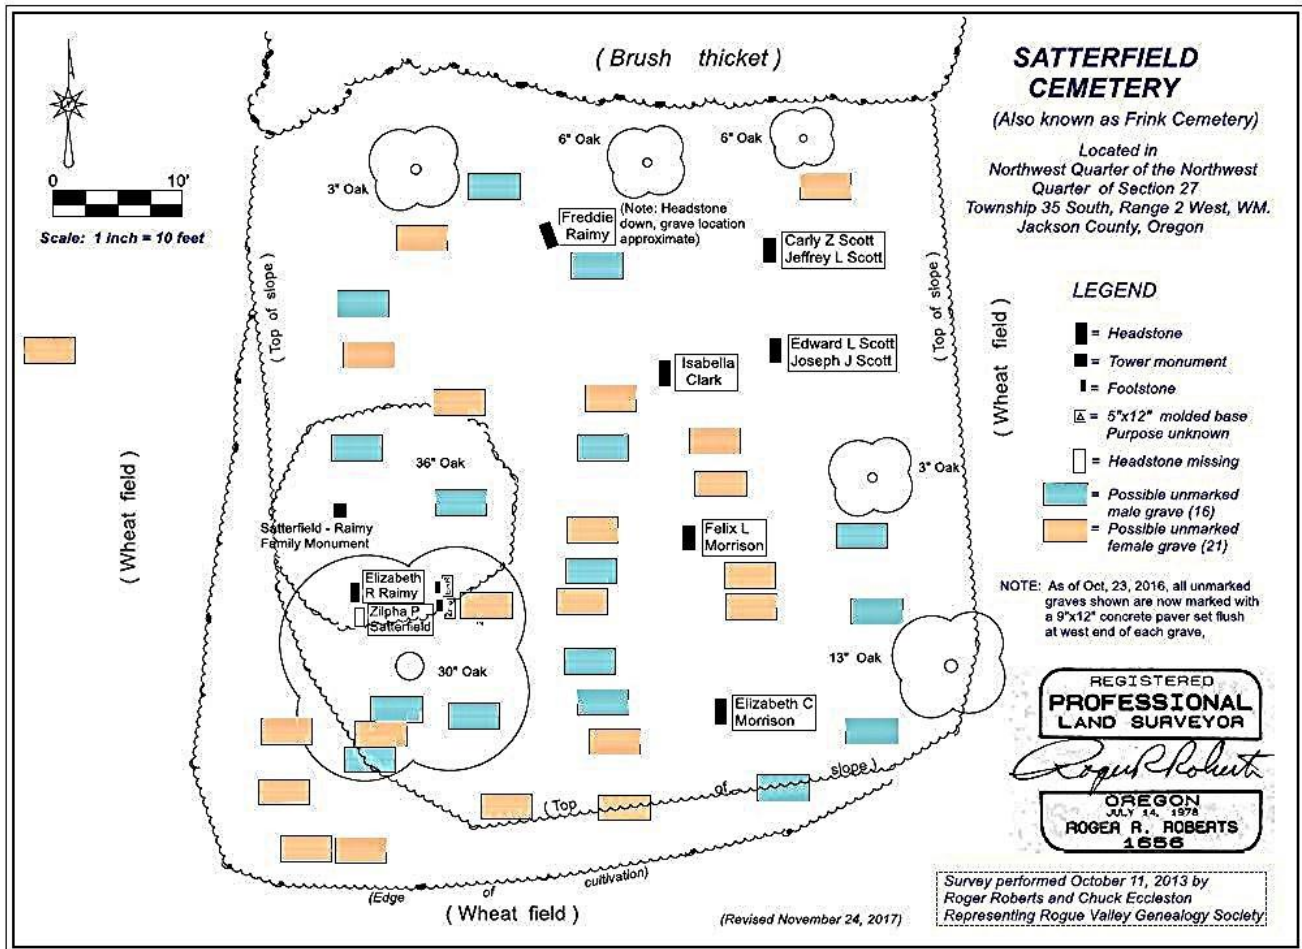 ( Brush thicket )
SATTERFIELD
CEMETERY
(Also known as Frink Cemetery)
Located in
Northwest Quarter of the Northwest
Quarter of Section 27
Township 35 South, Range 2 West, WM.
Jackson County, Oregon
0 10'
Scale: 1 inch = 10 feet
3" Oak
6" Oak
6" Oak
Freddie
Raimy
(Note: Headstone
down, grave location
approximate)
Carly Z Scott
Jeffrey L Scott
( Top of slope )
( Top of slope )
( Wheat field )
Edward L Scott
Joseph J Scott
Isabella
Clark
LEGEND
= Headstone
= Tower monument
= Footstone
= 5"x12" molded base
Purpose unknown
= Headstone missing
= Possible unmarked
male grave (16)
= Possible unmarked
female grave (21)
NOTE: As of Oct, 23, 2016, all unmarked
graves shown are now marked with
a 9"x12" concrete paver set flush
at west end of each grave,
36" Oak
3" Oak
( Wheat field )
Satterfield - Raimy
Family Monument
Felix L
Morrison
Elizabeth
R Raimy
Zilpha P
Satterfield
30" Oak
13" Oak
Elizabeth C
Morrison
( Top of slope )
(Edge of cultivation)
( Wheat field )
REGISTERED
PROFESSIONAL
LAND SURVEYOR
Roger R Roberts
OREGON
JULY 14, 1978
ROGER R. ROBERTS
1656
Survey performed October 11, 2013 by
Roger Roberts and Chuck Eccleston
Representing Rogue Valley Genealogy Society
(Revised November 24, 2017)